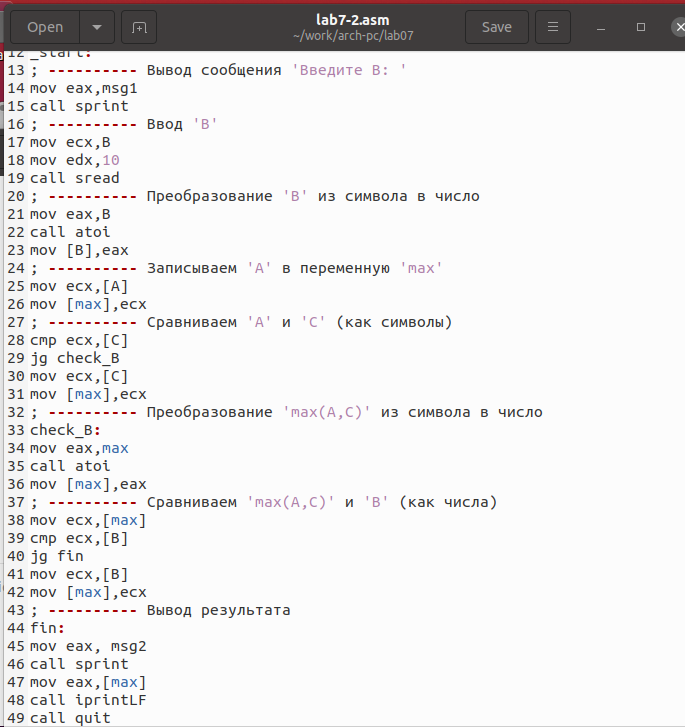 Open
lab7-2.asm
~/work/arch-pc/lab07
Save
12 _start:
13 ; ---------- Вывод сообщения 'Введите B: '
14 mov eax,msg1
15 call sprint
16 ; ---------- Ввод 'B'
17 mov ecx,B
18 mov edx,10
19 call sread
20 ; ---------- Преобразование 'B' из символа в число
21 mov eax,B
22 call atoi
23 mov [B],eax
24 ; ---------- Записываем 'A' в переменную 'max'
25 mov ecx,[A]
26 mov [max],ecx
27 ; ---------- Сравниваем 'A' и 'C' (как символы)
28 cmp ecx,[C]
29 jg check_B
30 mov ecx,[C]
31 mov [max],ecx
32 ; ---------- Преобразование 'max(A,C)' из символа в число
33 check_B:
34 mov eax,max
35 call atoi
36 mov [max],eax
37 ; ---------- Сравниваем 'max(A,C)' и 'B' (как числа)
38 mov ecx,[max]
39 cmp ecx,[B]
40 jg fin
41 mov ecx,[B]
42 mov [max],ecx
43 ; ---------- Вывод результата
44 fin:
45 mov eax, msg2
46 call sprint
47 mov eax,[max]
48 call iprintLF
49 call quit